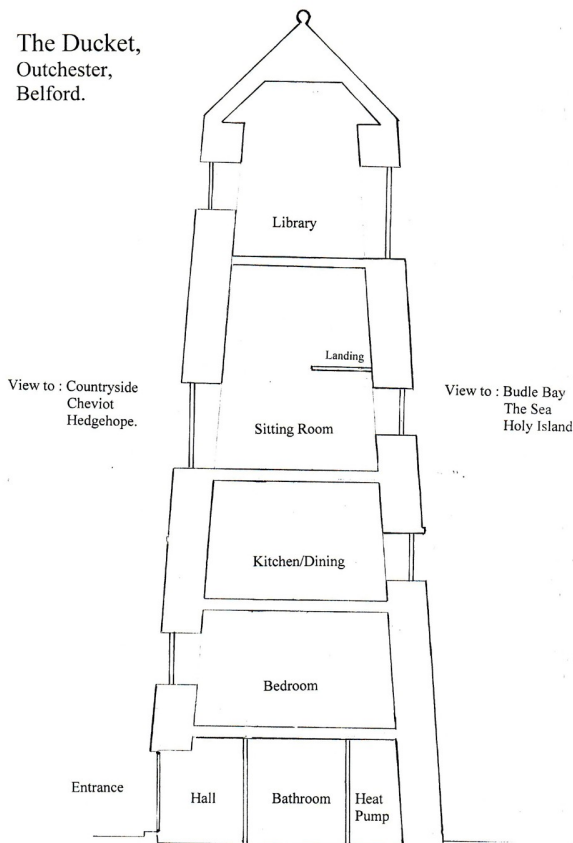 The Ducket,
Outchester,
Belford.
Library
Landing
View to : Countryside
Cheviot
Hedgehope.
View to : Budle Bay
The Sea
Holy Island
Sitting Room
Kitchen/Dining
Bedroom
Entrance
Hall
Bathroom
Heat
Pump